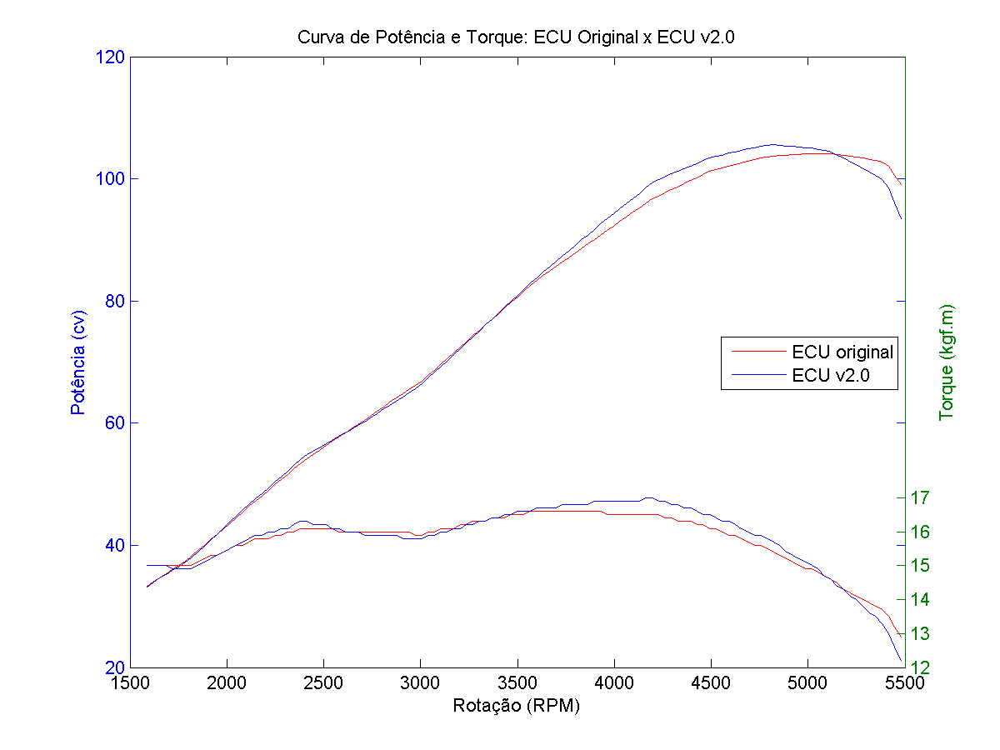 Curva de Potência e Torque: ECU Original x ECU v2.0
120
100
80
60
40
20
Potência (cv)
ECU original
ECU v2.0
17
16
15
14
13
12
Torque (kgf.m)
1500 2000 2500 3000 3500 4000 4500 5000 5500
Rotação (RPM)